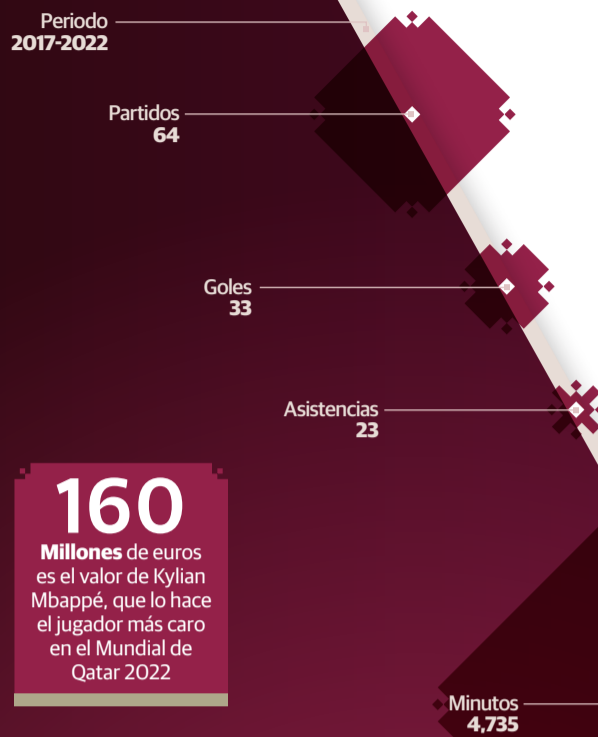 Periodo
2017-2022
Partidos
64
Goles
33
Asistencias
23
160
Millones de euros
es el valor de Kylian
Mbappé, que lo hace
el jugador más caro
en el Mundial de
Qatar 2022
Minutos
4,735